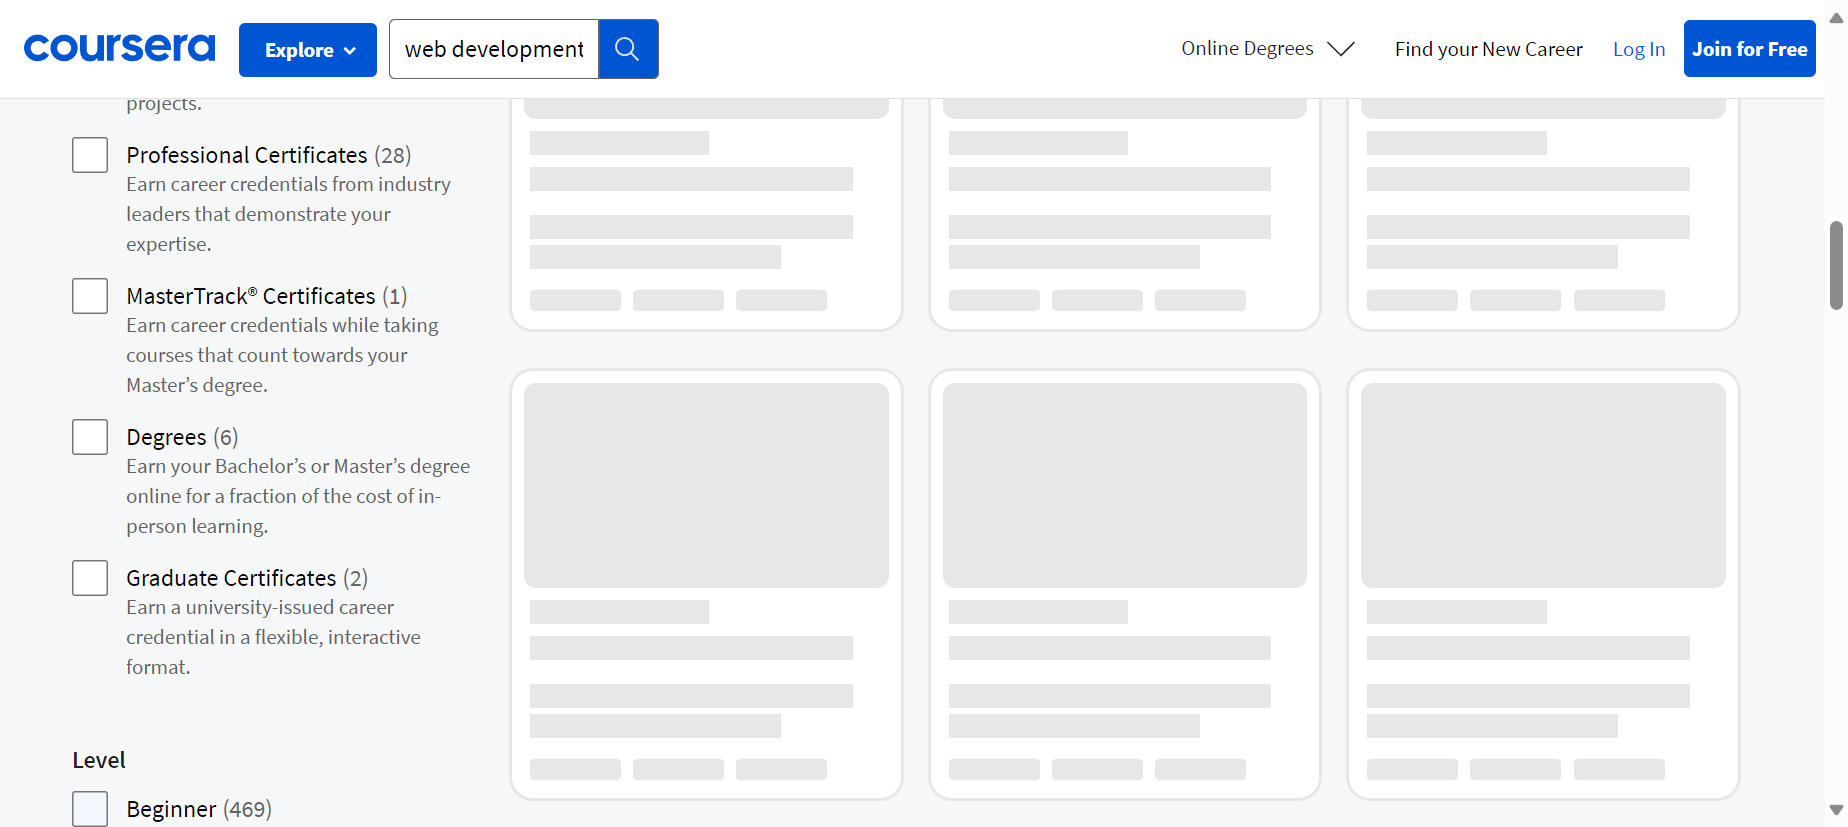 coursera
Explore
web development
Online Degrees
Find your New Career
Log In
Join for Free
projects.
Professional Certificates (28)
Earn career credentials from industry
leaders that demonstrate your
expertise.
MasterTrack® Certificates (1)
Earn career credentials while taking
courses that count towards your
Master’s degree.
Degrees (6)
Earn your Bachelor’s or Master’s degree
online for a fraction of the cost of in-
person learning.
Graduate Certificates (2)
Earn a university-issued career
credential in a flexible, interactive
format.
Level
Beginner (469)